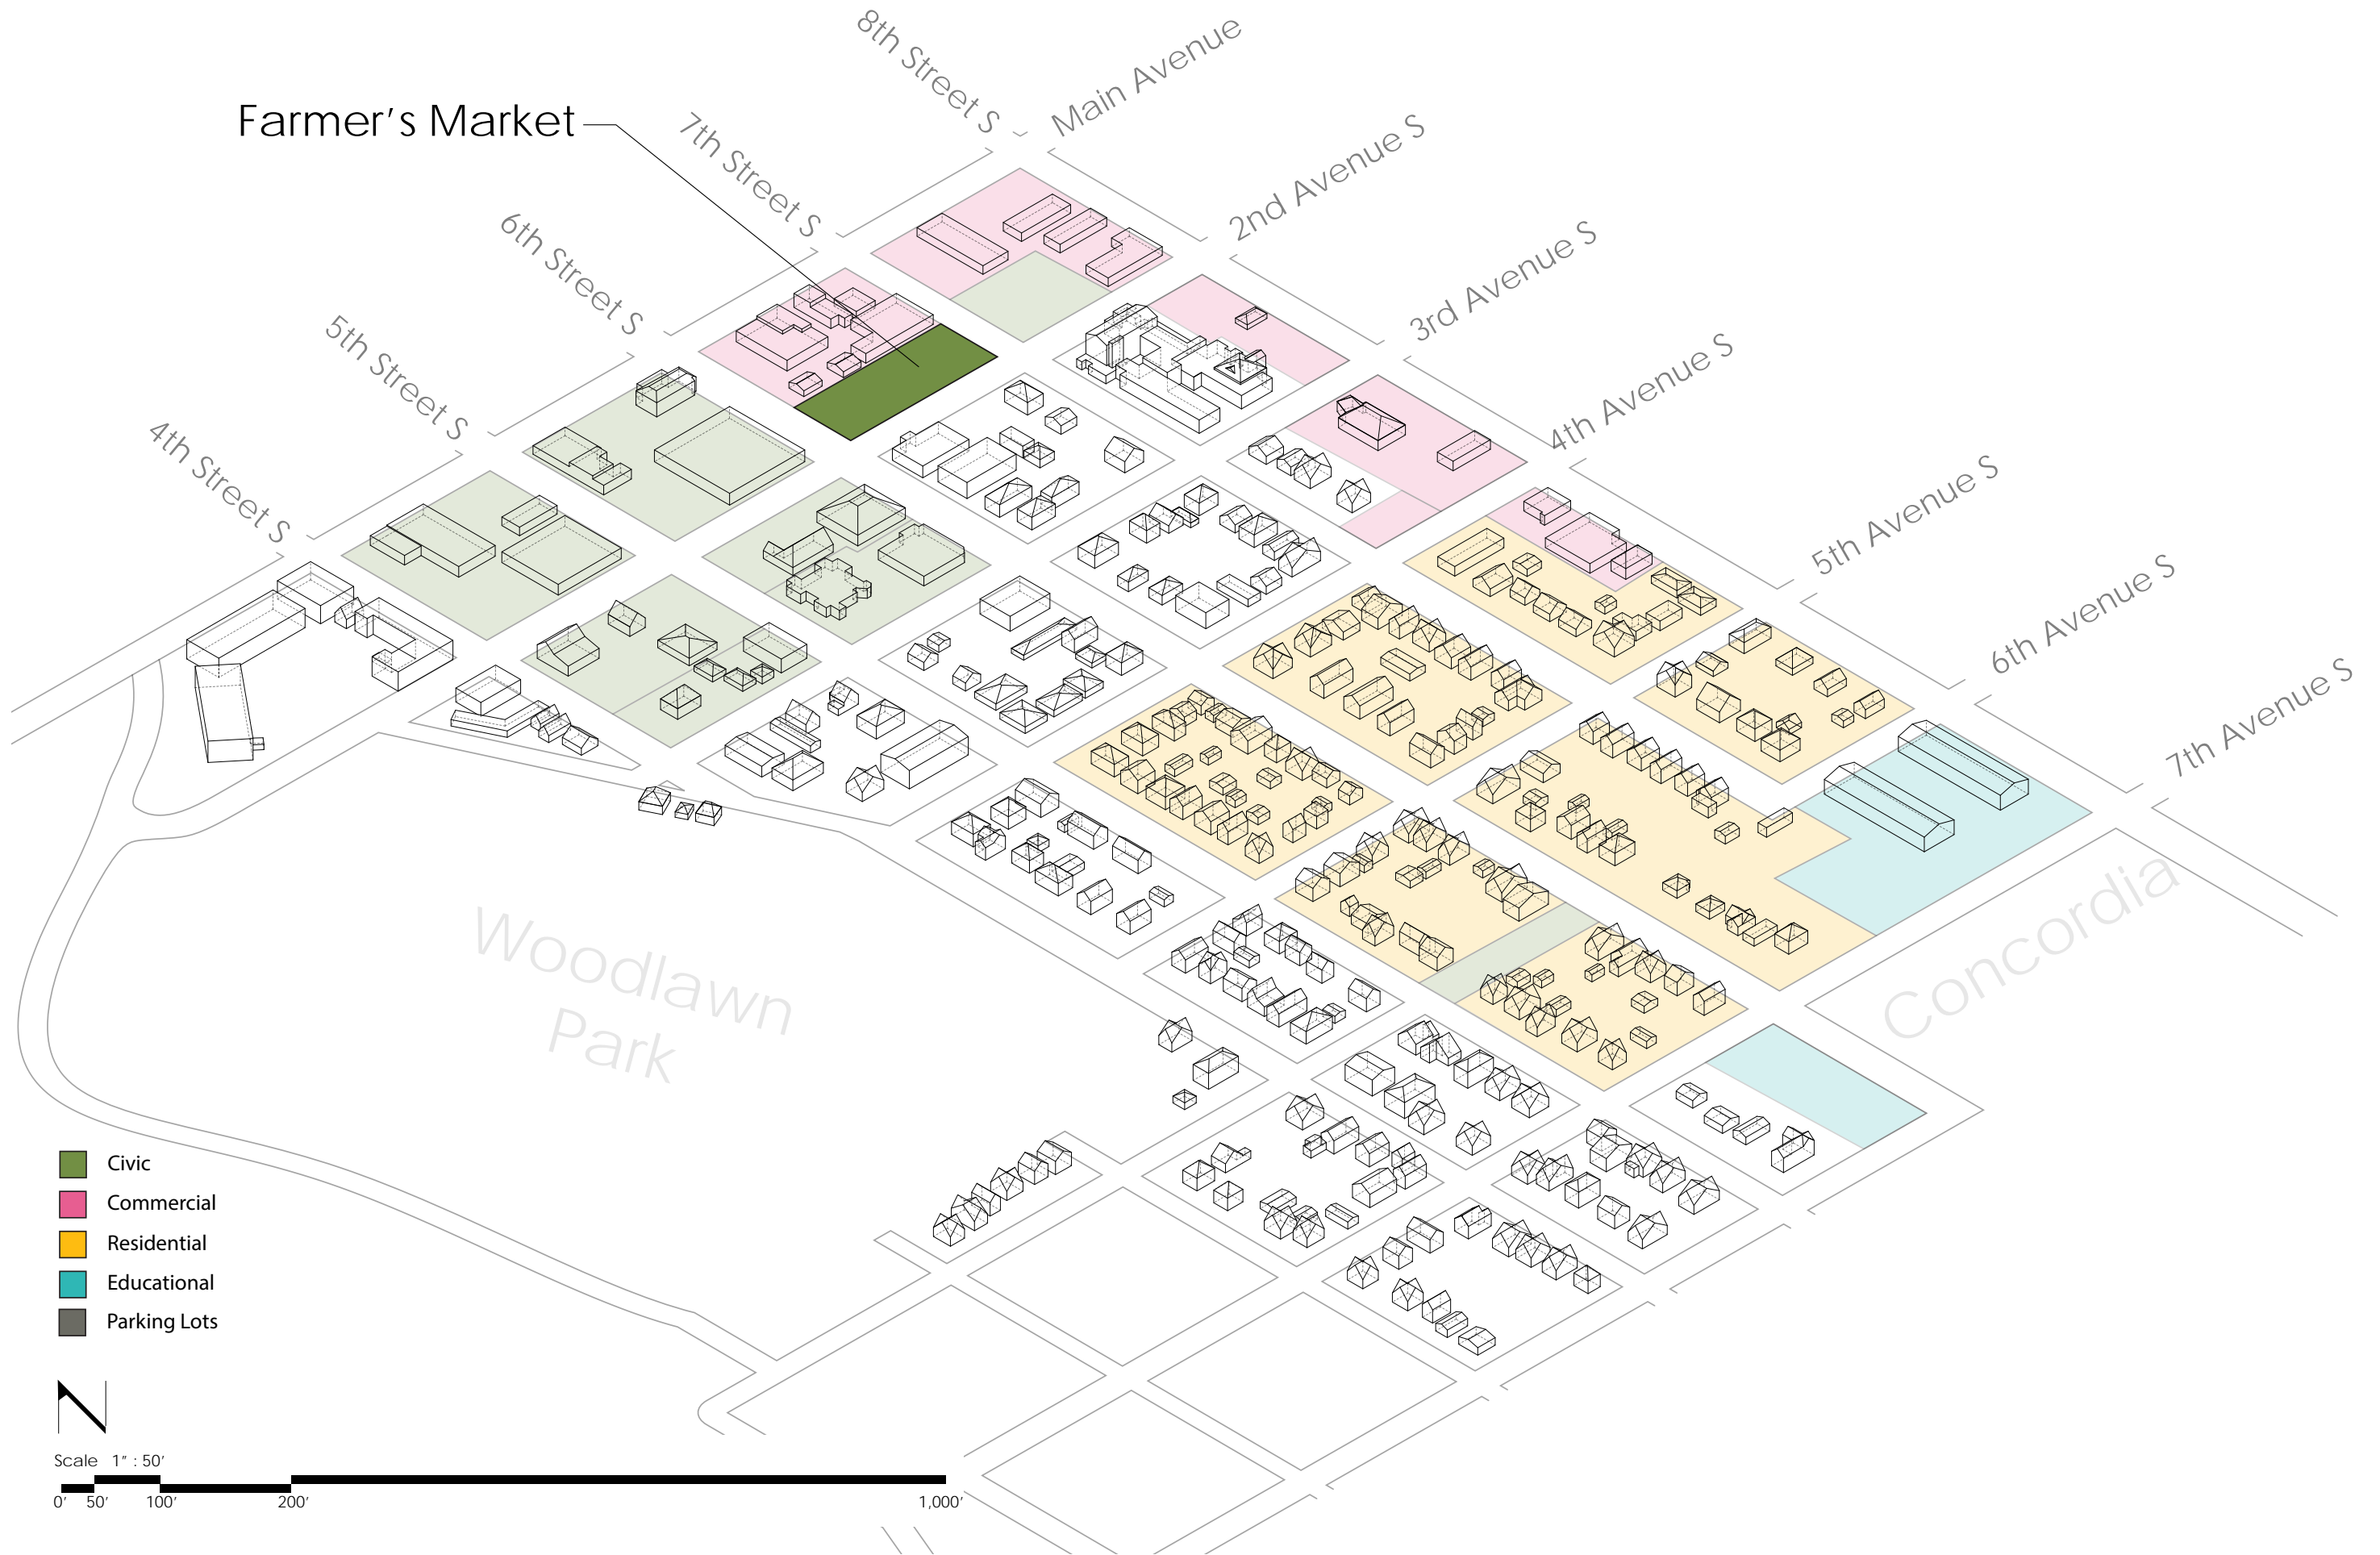 8th Street S
Main Avenue
Farmer's Market
7th Street S
2nd Avenue S
6th Street S
3rd Avenue S
5th Street S
4th Avenue S
4th Street S
5th Avenue S
6th Avenue S
7th Avenue S
Concordia
Woodlawn
Park
Civic
Commercial
Residential
Educational
Parking Lots
N
Scale 1" : 50'
0' 50' 100' 200' 1,000'